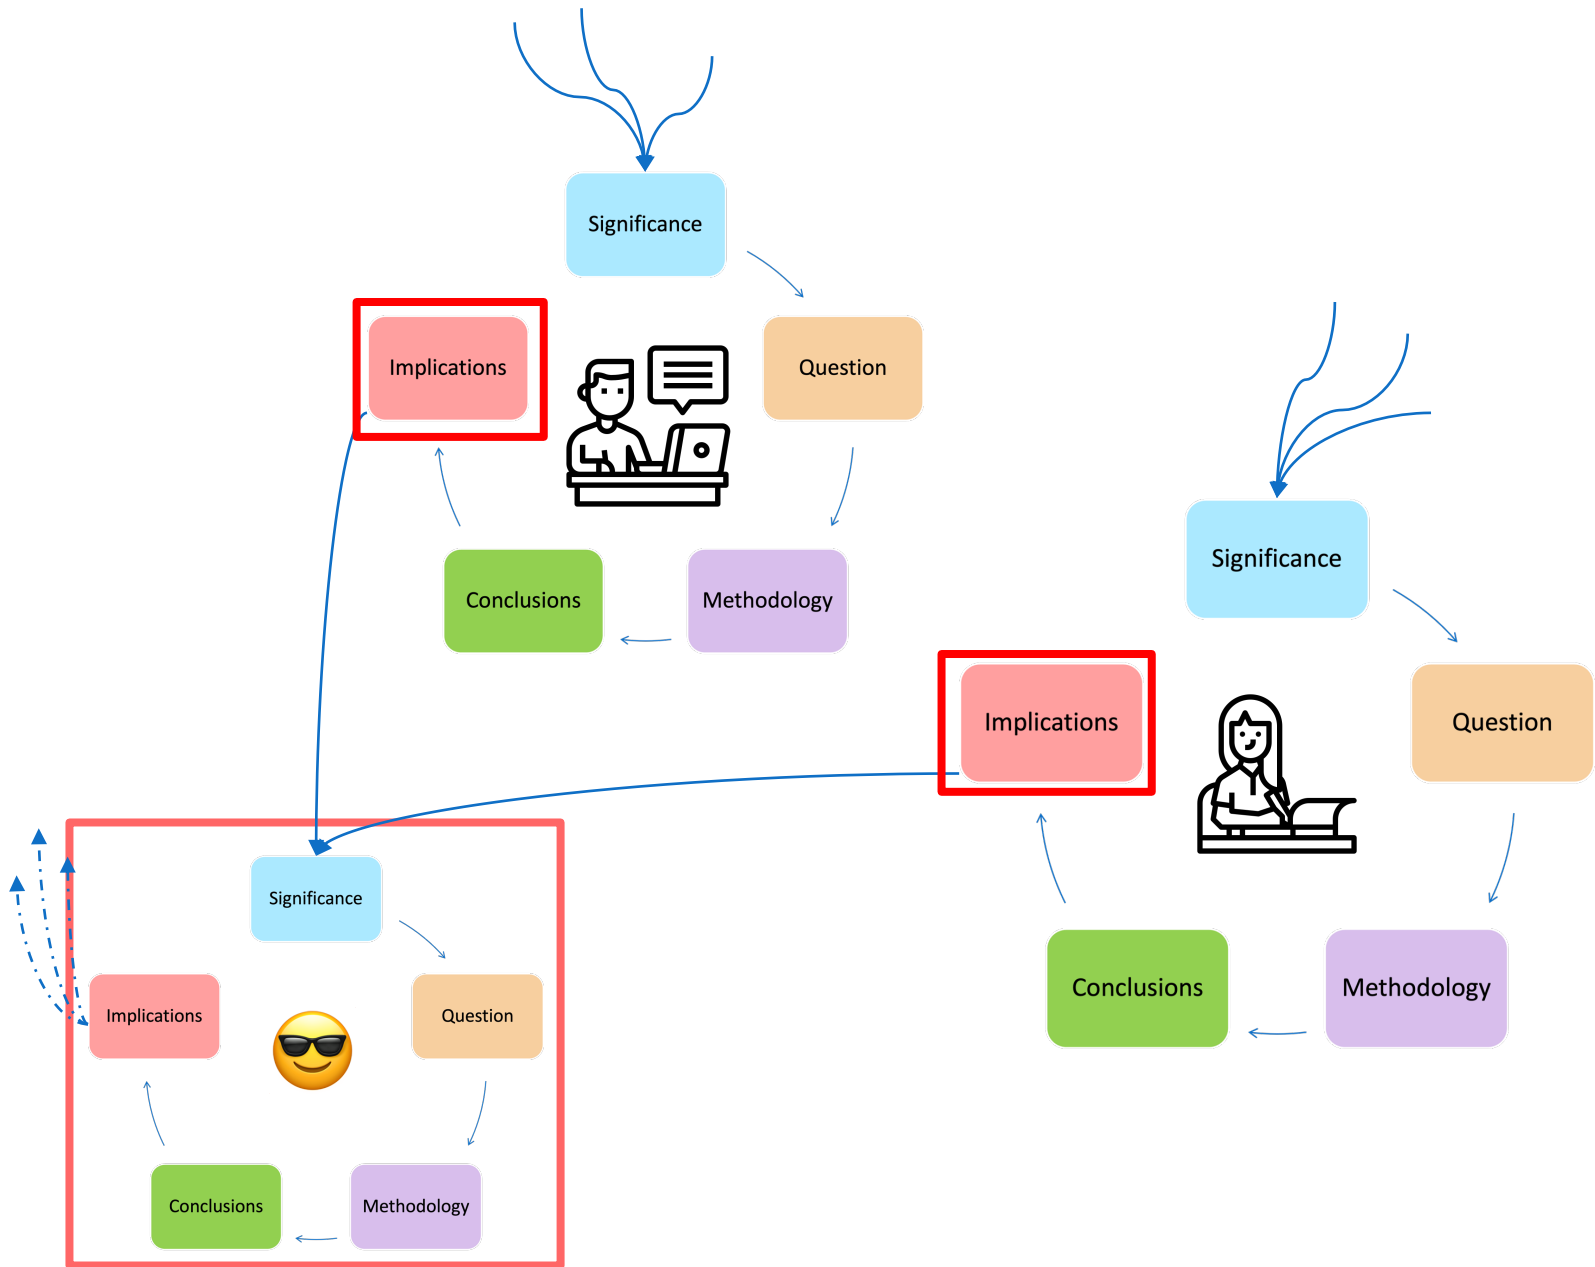 Significance
Implications
Question
Conclusions
Methodology
Significance
Implications
Question
Conclusions
Methodology
Significance
Implications
Question
Conclusions
Methodology